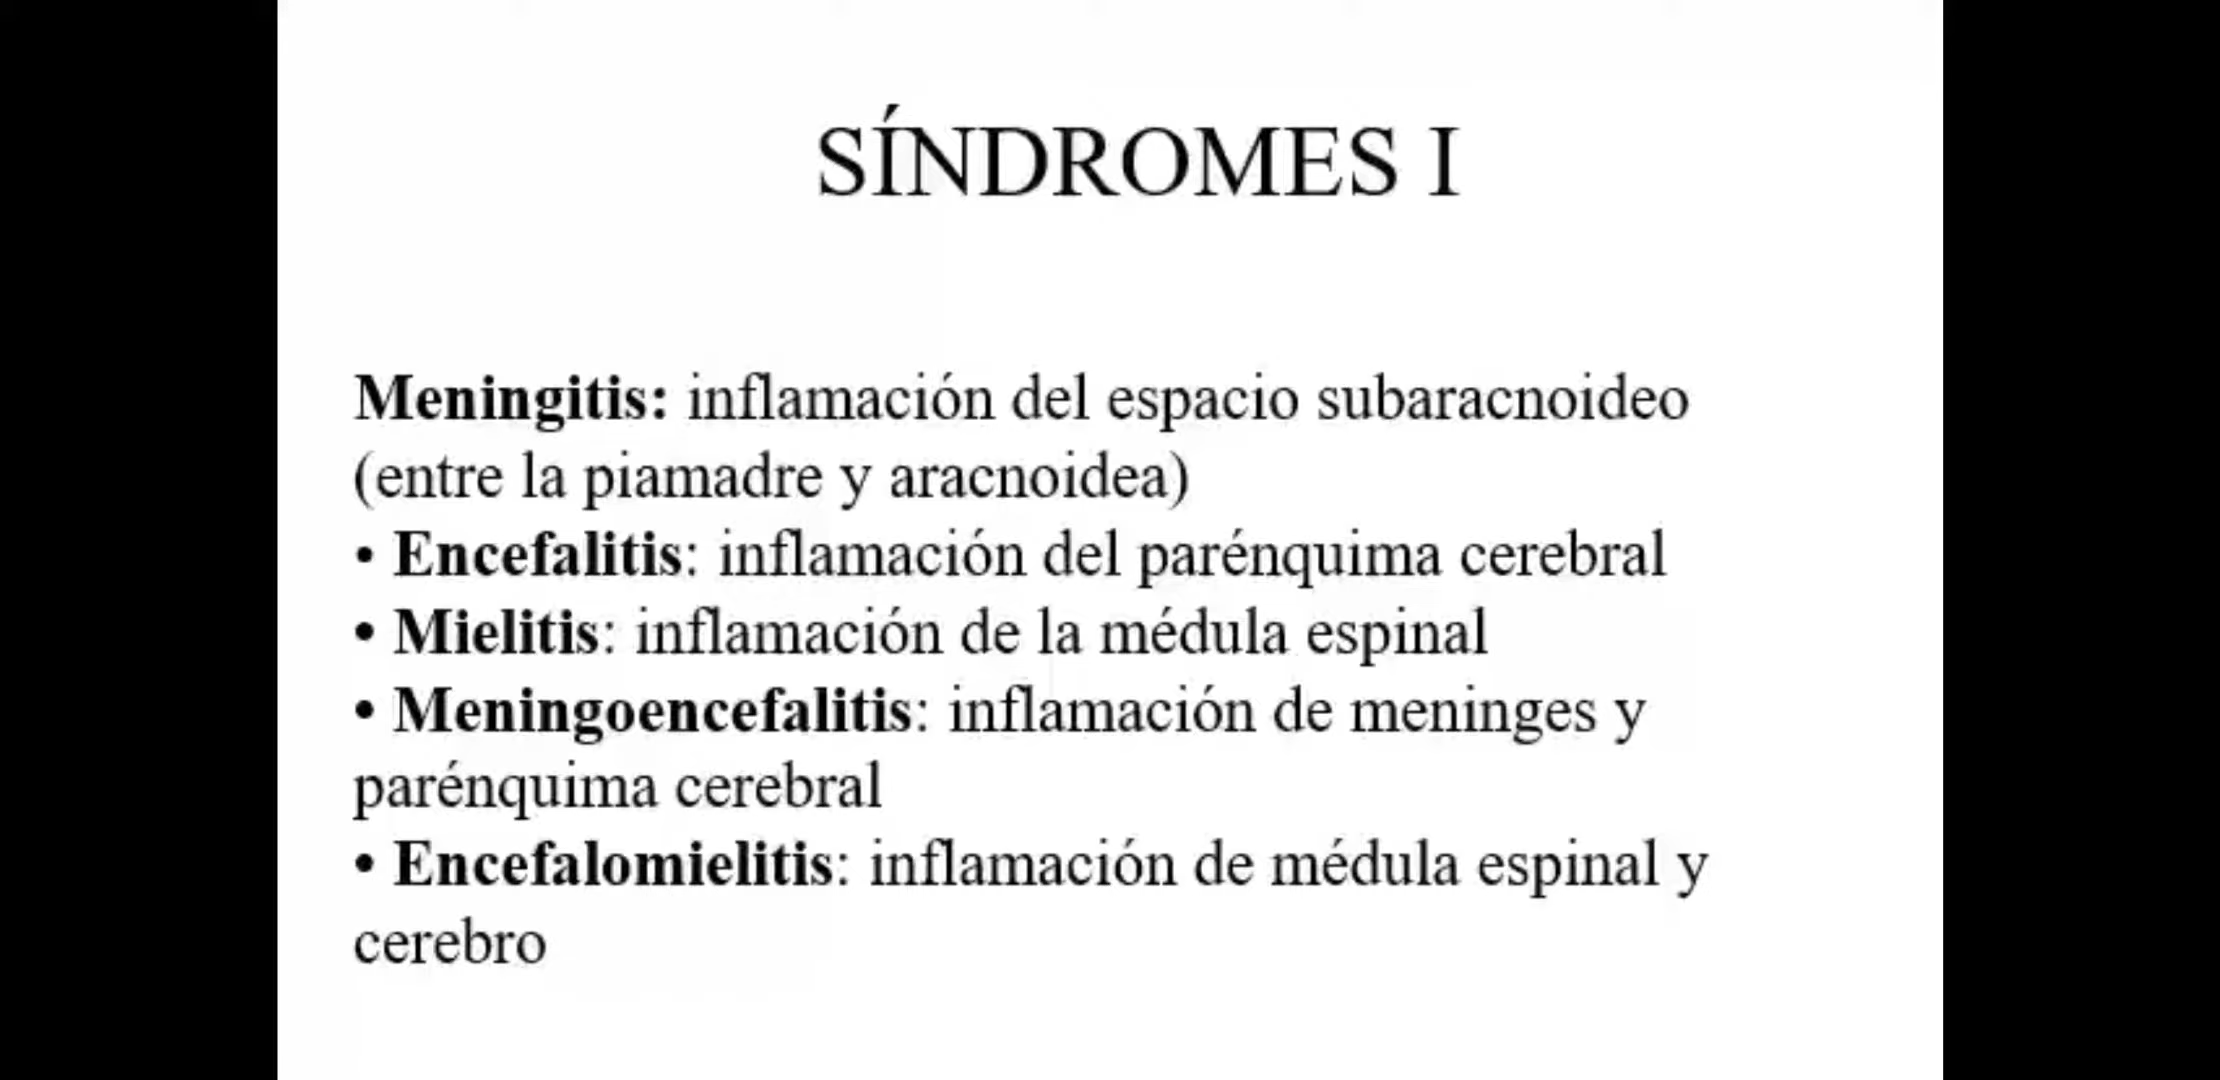 SÍNDROMES I
Meningitis: inflamación del espacio subaracnoideo
(entre la piamadre y aracnoidea)
• Encefalitis: inflamación del parénquima cerebral
• Mielitis: inflamación de la médula espinal
• Meningoencefalitis: inflamación de meninges y
parénquima cerebral
• Encefalomielitis: inflamación de médula espinal y
cerebro